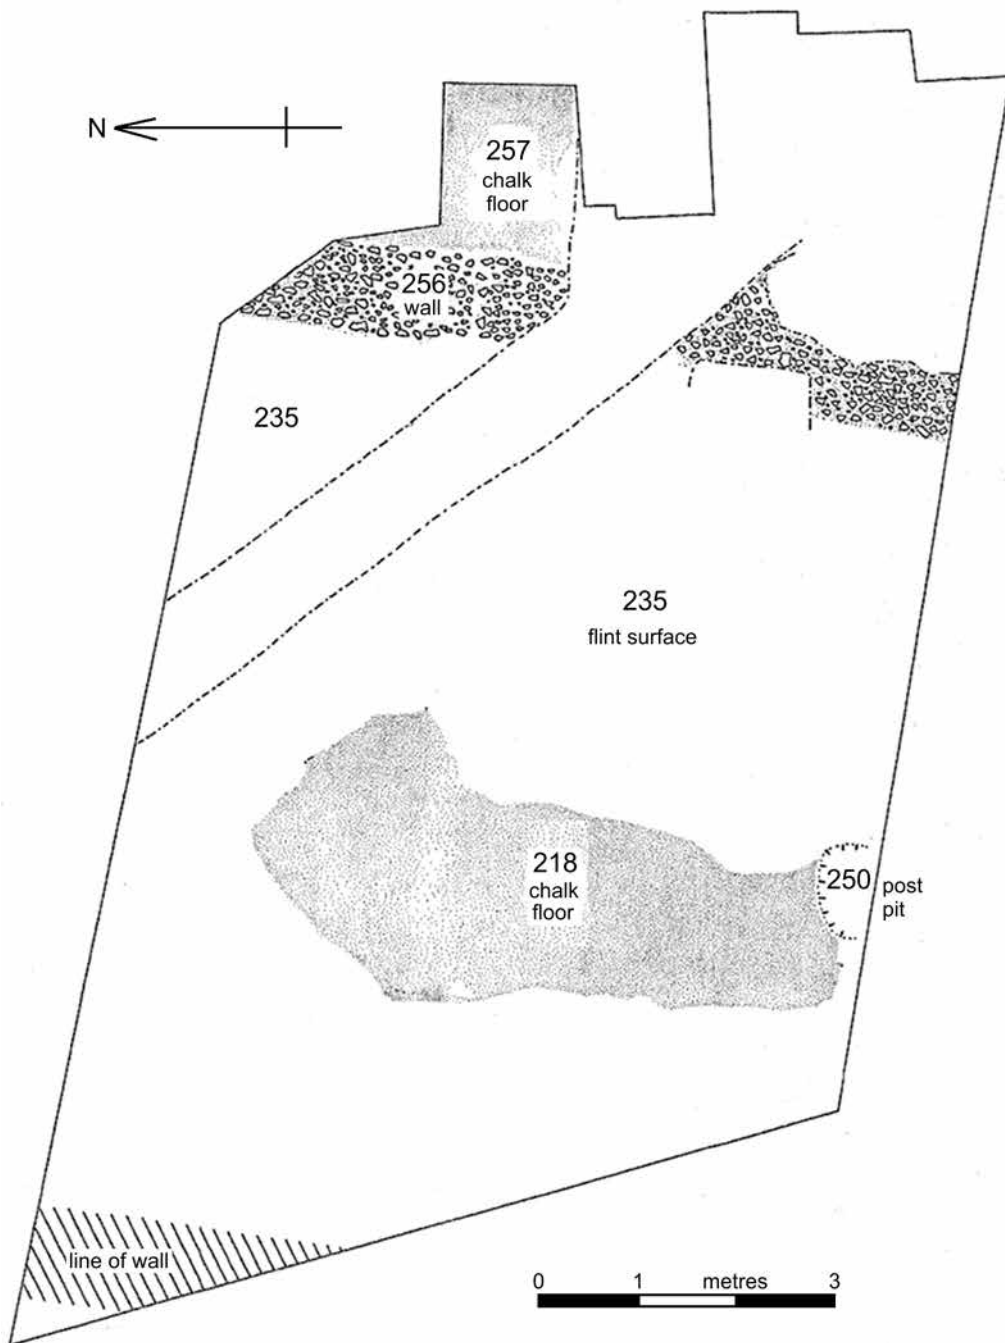 N
257
chalk
floor
256
wall
235
235
flint surface
218
chalk
floor
250
post
pit
line of wall
0 1 metres 3